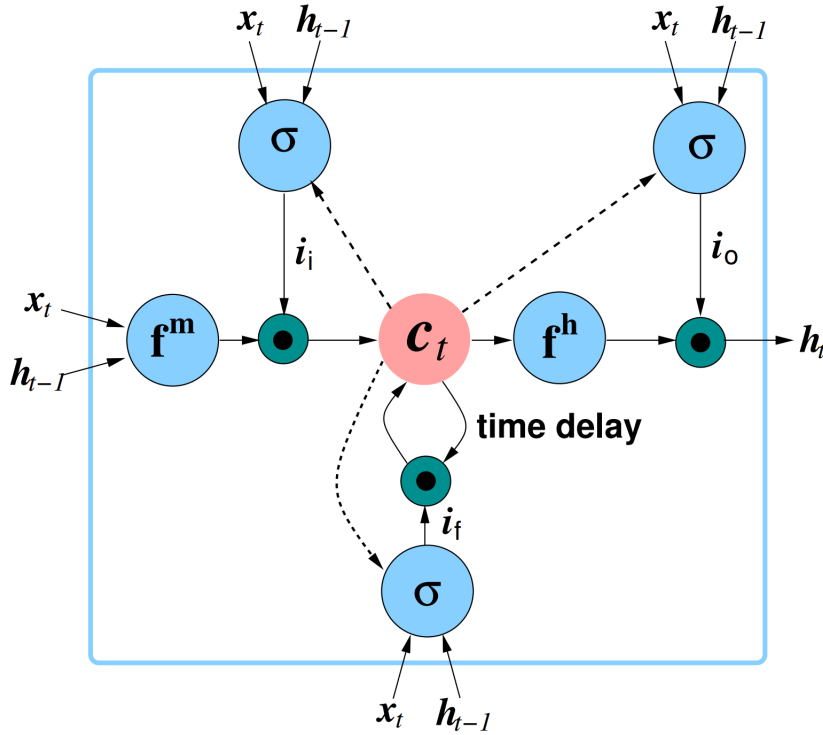 x_t h_{t-1} x_t h_{t-1}
σ σ
i_i i_o
x_t
f^m c_t f^h h_t
h_{t-1}
time delay
i_f
σ
x_t h_{t-1}